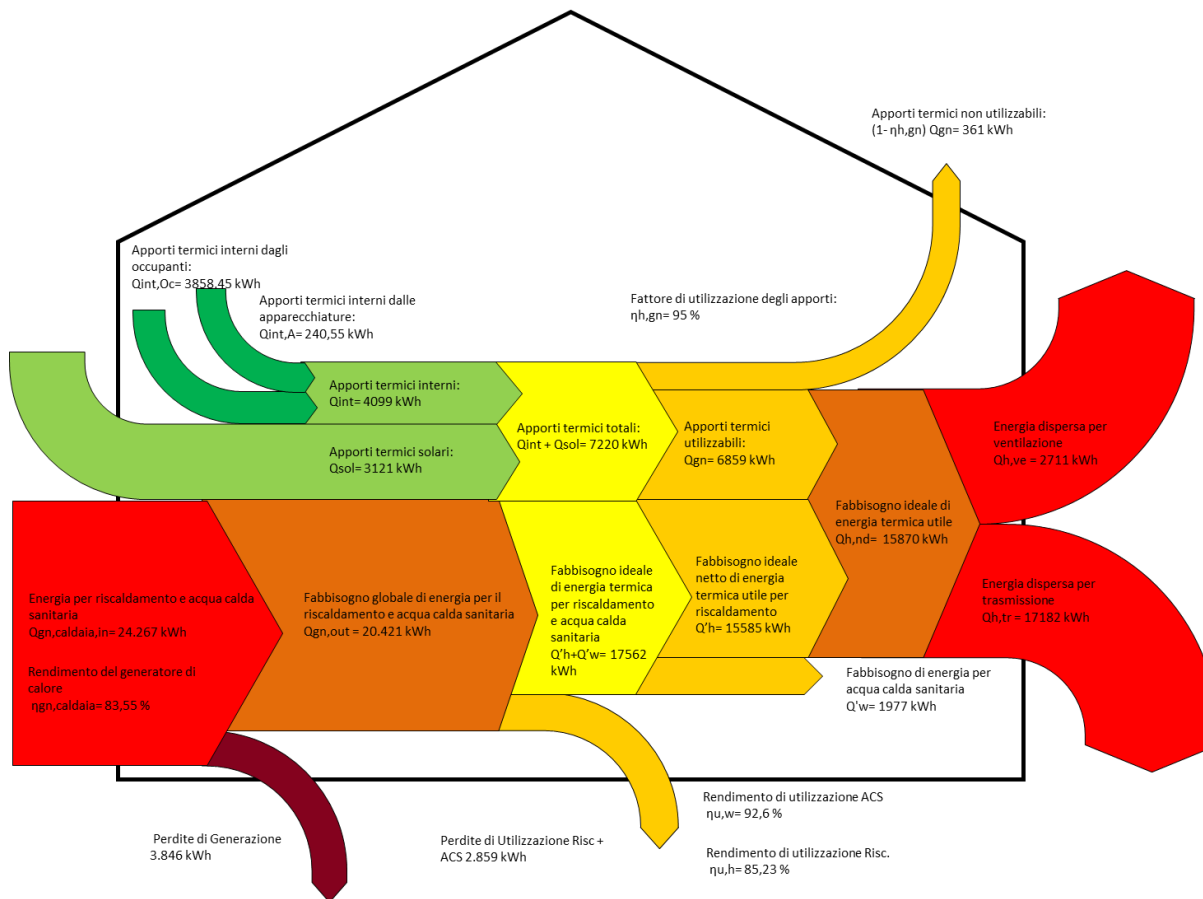 Apporti termici non utilizzabili:
(1- ηh,gn) Qgn= 361 kWh
Apporti termici interni dagli
occupanti:
Qint,Oc= 3858,45 kWh
Apporti termici interni dalle
apparecchiature:
Qint,A= 240,55 kWh
Fattore di utilizzazione degli apporti:
ηh,gn= 95 %
Apporti termici interni:
Qint= 4099 kWh
Apporti termici solari:
Qsol= 3121 kWh
Apporti termici totali:
Qint + Qsol= 7220 kWh
Apporti termici
utilizzabili:
Qgn= 6859 kWh
Energia dispersa per
ventilazione
Qh,ve = 2711 kWh
Fabbisogno ideale di
energia termica utile
Qh,nd= 15870 kWh
Energia per riscaldamento e acqua calda
sanitaria
Qgn,caldaia,in= 24.267 kWh
Rendimento del generatore di
calore
ηgn,caldaia= 83,55 %
Fabbisogno globale di energia per il
riscaldamento e acqua calda sanitaria
Qgn,out = 20.421 kWh
Fabbisogno ideale
di energia termica
per riscaldamento
e acqua calda
sanitaria
Q’h+Q’w= 17562
kWh
Fabbisogno ideale
netto di energia
termica utile per
riscaldamento
Q’h= 15585 kWh
Energia dispersa per
trasmissione
Qh,tr = 17182 kWh
Fabbisogno di energia per
acqua calda sanitaria
Q'w= 1977 kWh
Perdite di Generazione
3.846 kWh
Perdite di Utilizzazione Risc +
ACS 2.859 kWh
Rendimento di utilizzazione ACS
ηu,w= 92,6 %
Rendimento di utilizzazione Risc.
ηu,h= 85,23 %